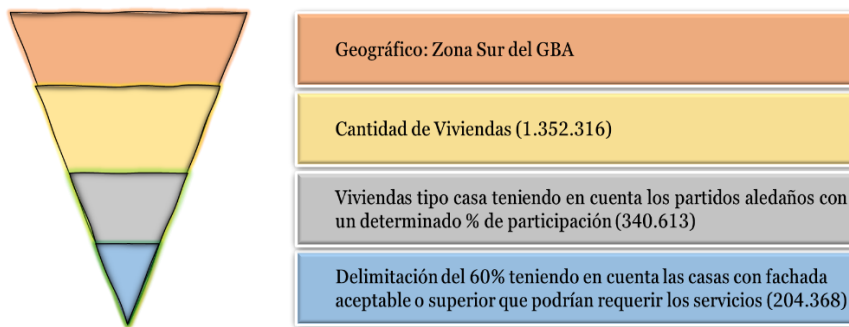 Geográfico: Zona Sur del GBA
Cantidad de Viviendas (1.352.316)
Viviendas tipo casa teniendo en cuenta los partidos aledaños con
un determinado % de participación (340.613)
Delimitación del 60% teniendo en cuenta las casas con fachada
aceptable o superior que podrían requerir los servicios (204.368)